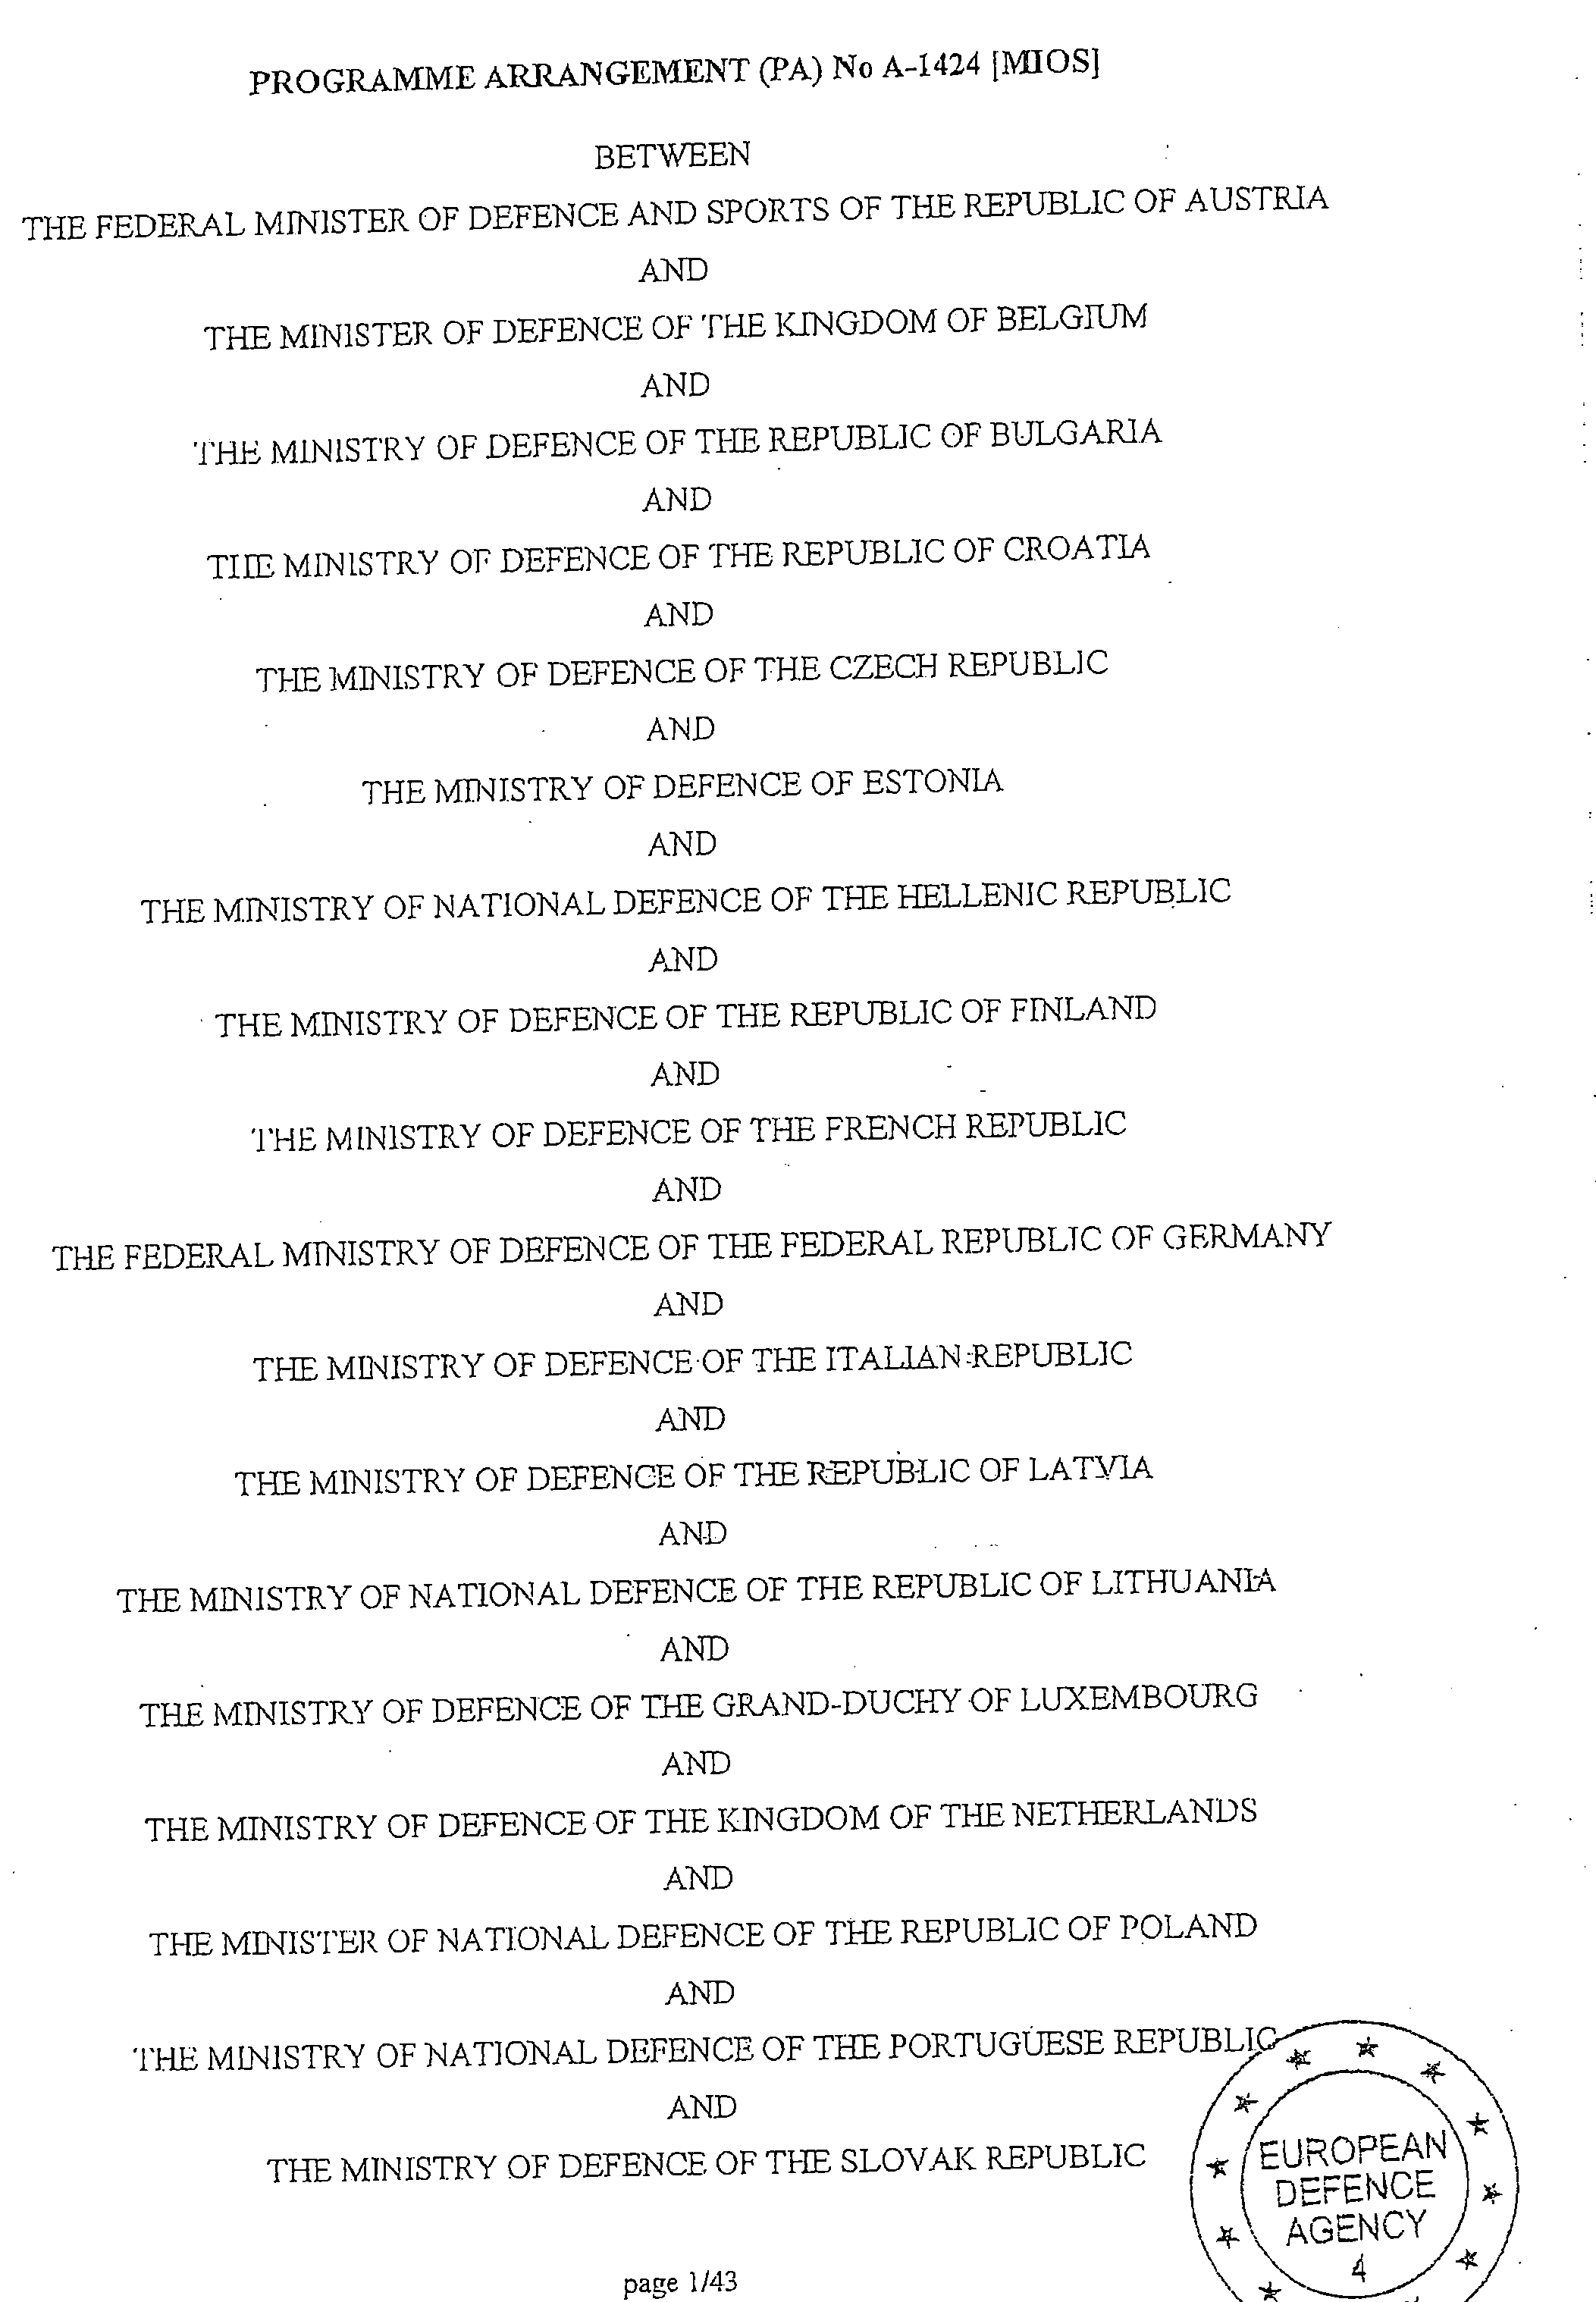 PROGRAMME ARRANGEMENT (PA) No A-1424 [MIOS]
BETWEEN
THE FEDERAL MINISTER OF DEFENCE AND SPORTS OF THE REPUBLIC OF AUSTRIA
AND
THE MINISTER OF DEFENCE OF THE KINGDOM OF BELGIUM
AND
THE MINISTRY OF DEFENCE OF THE REPUBLIC OF BULGARIA
AND
THE MINISTRY OF DEFENCE OF THE REPUBLIC OF CROATIA
AND
THE MINISTRY OF DEFENCE OF THE CZECH REPUBLIC
AND
THE MINISTRY OF DEFENCE OF ESTONIA
AND
THE MINISTRY OF NATIONAL DEFENCE OF THE HELLENIC REPUBLIC
AND
THE MINISTRY OF DEFENCE OF THE REPUBLIC OF FINLAND
AND
THE MINISTRY OF DEFENCE OF THE FRENCH REPUBLIC
AND
THE FEDERAL MINISTRY OF DEFENCE OF THE FEDERAL REPUBLIC OF GERMANY
AND
THE MINISTRY OF DEFENCE OF THE ITALIAN REPUBLIC
AND
THE MINISTRY OF DEFENCE OF THE REPUBLIC OF LATVIA
AND
THE MINISTRY OF NATIONAL DEFENCE OF THE REPUBLIC OF LITHUANIA
AND
THE MINISTRY OF DEFENCE OF THE GRAND-DUCHY OF LUXEMBOURG
AND
THE MINISTRY OF DEFENCE OF THE KINGDOM OF THE NETHERLANDS
AND
THE MINISTER OF NATIONAL DEFENCE OF THE REPUBLIC OF POLAND
AND
THE MINISTRY OF NATIONAL DEFENCE OF THE PORTUGUESE REPUBLIC
AND
THE MINISTRY OF DEFENCE OF THE SLOVAK REPUBLIC
EUROPEAN
DEFENCE
AGENCY
4
page 1/43